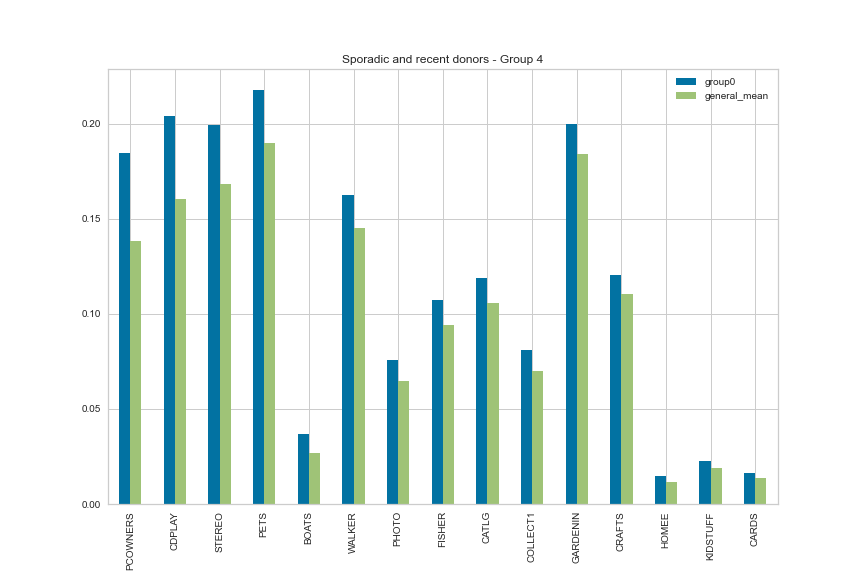 Sporadic and recent donors - Group 4
group0
general_mean
0.20
0.15
0.10
0.05
0.00
PCOWNERS
CDPLAY
STEREO
PETS
BOATS
WALKER
PHOTO
FISHER
CATLG
COLLECT1
GARDENIN
CRAFTS
HOMEE
KIDSTUFF
CARDS